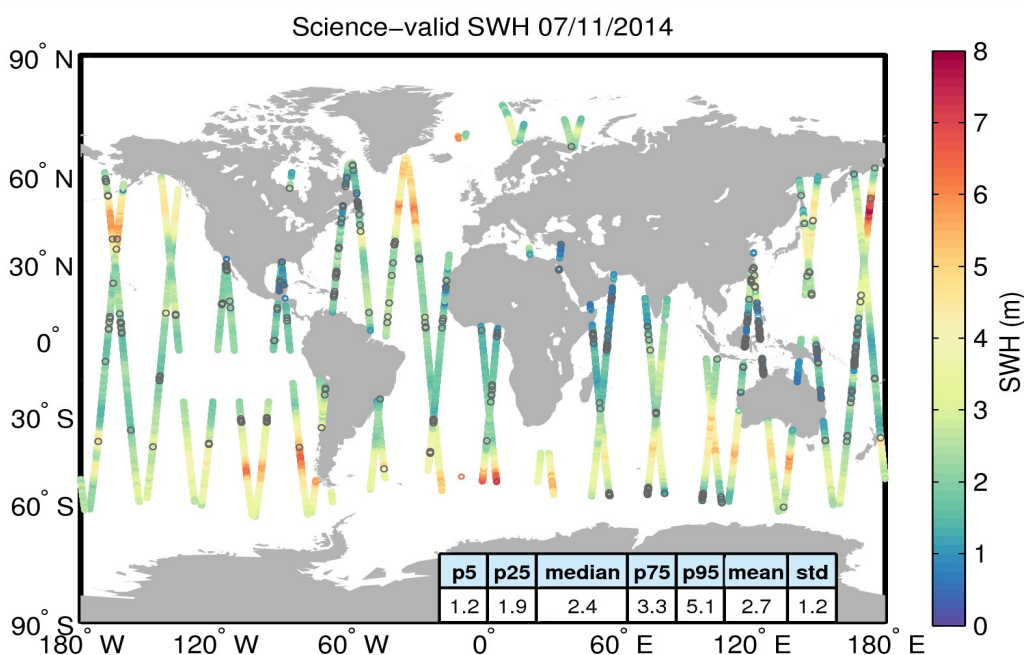 Science−valid SWH 07/11/2014
90° N
60° N
30° N
0°
30° S
60° S
90° S
180° W
120° W
60° W
0°
60° E
120° E
180° E
p5 p25 median p75 p95 mean std
1.2 1.9 2.4 3.3 5.1 2.7 1.2
8
7
6
5
4
3
2
1
0
SWH (m)